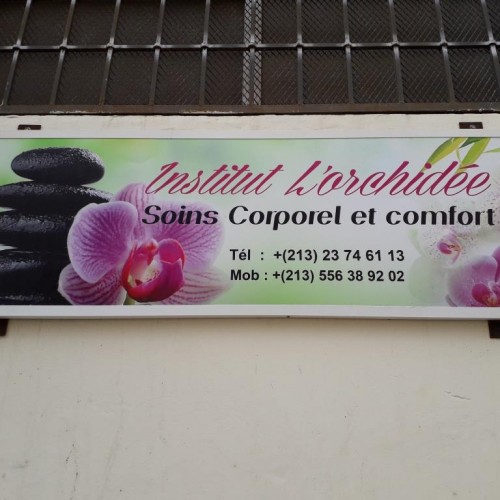 Institut L'orchidée
Soins Corporel et comfort
Tél : +(213) 23 74 61 13
Mob : +(213) 556 38 92 02